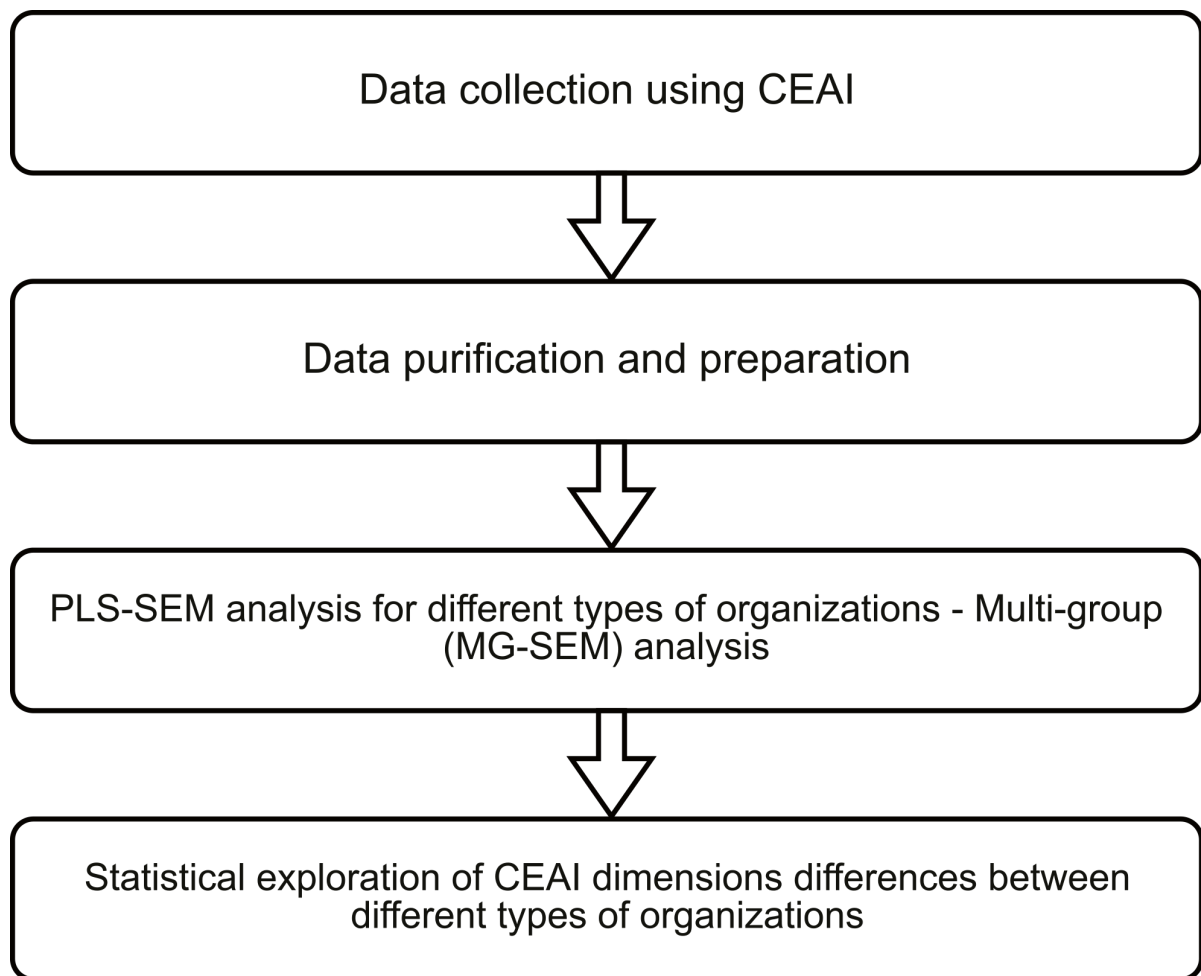 Data collection using CEAI
Data purification and preparation
PLS-SEM analysis for different types of organizations - Multi-group
(MG-SEM) analysis
Statistical exploration of CEAI dimensions differences between
different types of organizations